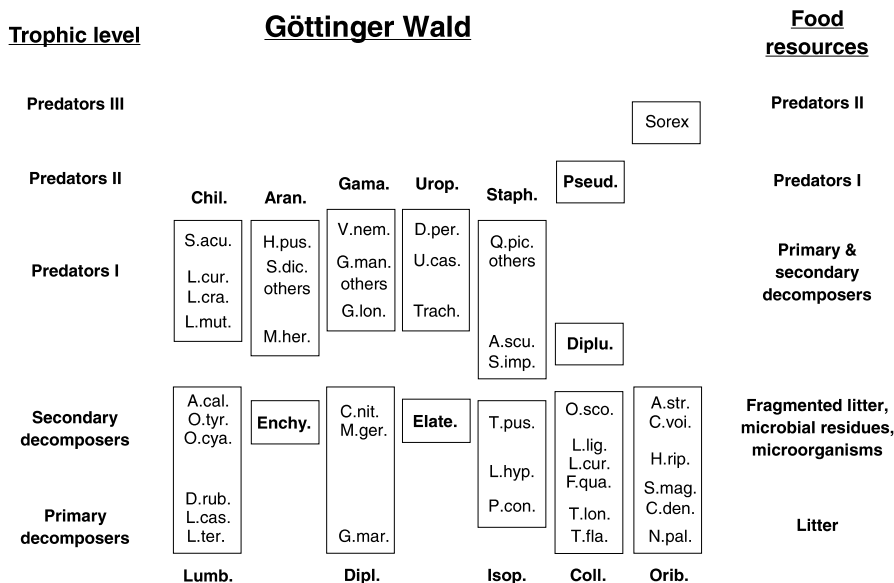 Trophic level
Göttinger Wald
Food
resources
Predators III
Sorex
Predators II
Predators II
Pseud.
Predators I
Chil.
Aran.
Gama.
Urop.
Staph.
Predators I
S.acu.
L.cur.
L.cra.
L.mut.
H.pus.
S.dic.
others
M.her.
V.nem.
G.man.
others
G.lon.
D.per.
U.cas.
Trach.
Q.pic.
others
A.scu.
S.imp.
Diplu.
Primary &
secondary
decomposers
Secondary
decomposers
A.cal.
O.tyr.
O.cya.
Enchy.
C.nit.
M.ger.
Elate.
T.pus.
L.hyp.
P.con.
O.sco.
L.lig.
L.cur.
F.qua.
T.lon.
T.fla.
A.str.
C.voi.
H.rip.
S.mag.
C.den.
N.pal.
Fragmented litter,
microbial residues,
microorganisms
Primary
decomposers
D.rub.
L.cas.
L.ter.
G.mar.
Litter
Lumb.
Dipl.
Isop.
Coll.
Orib.